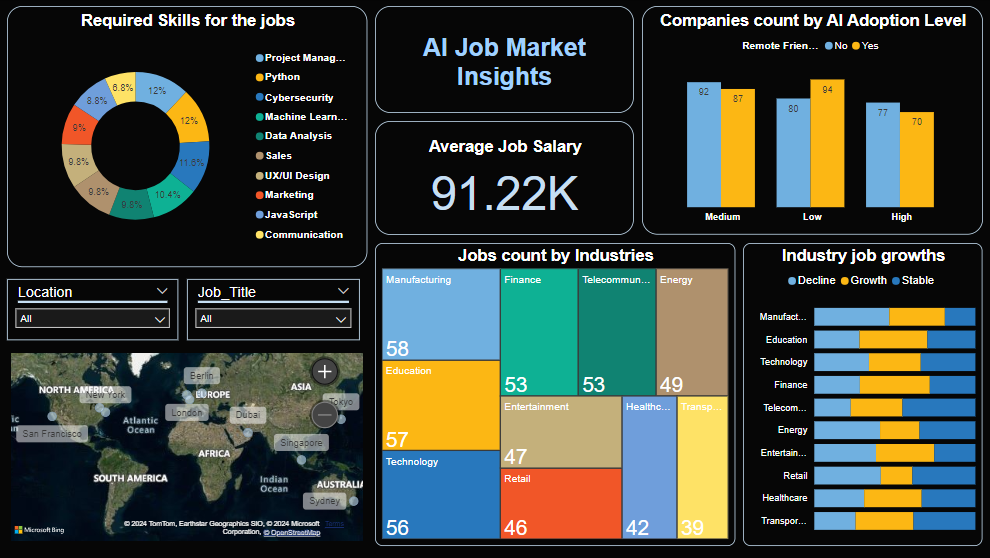 Required Skills for the jobs
12%
12%
11.6%
10.4%
9.8%
9.8%
9.8%
9%
8.8%
6.8%
Project Manag...
Python
Cybersecurity
Machine Learn...
Data Analysis
Sales
UX/UI Design
Marketing
JavaScript
Communication
AI Job Market
Insights
Average Job Salary
91.22K
Companies count by AI Adoption Level
Remote Frien... No Yes
92
87
80
94
77
70
Medium
Low
High
Location
All
Job_Title
All
NORTH AMERICA
New York
San Francisco
Atlantic
Ocean
Berlin
EUROPE
London
Dubai
ASIA
Tokyo
Singapore
AFRICA
SOUTH AMERICA
Indian
Ocean
AUSTRALIA
Sydney
Microsoft Bing
© 2024 TomTom, Earthstar Geographics SIO, © 2024 Microsoft
Corporation, © OpenStreetMap
Terms
Jobs count by Industries
Manufacturing
58
Education
57
Technology
56
Finance
53
Telecommun...
53
Energy
49
Entertainment
47
Retail
46
Healthc...
42
Transp...
39
Industry job growths
Decline Growth Stable
Manufact...
Education
Technology
Finance
Telecom...
Energy
Entertain...
Retail
Healthcare
Transpor...